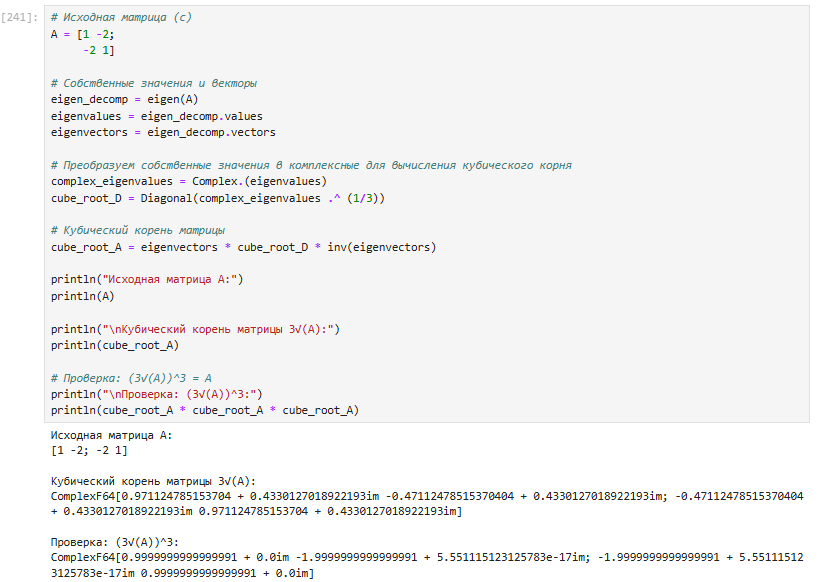 [241]: # Исходная матрица (c)
A = [1 -2;
     -2 1]

# Собственные значения и векторы
eigen_decomp = eigen(A)
eigenvalues = eigen_decomp.values
eigenvectors = eigen_decomp.vectors

# Преобразуем собственные значения в комплексные для вычисления кубического корня
complex_eigenvalues = Complex.(eigenvalues)
cube_root_D = Diagonal(complex_eigenvalues .^ (1/3))

# Кубический корень матрицы
cube_root_A = eigenvectors * cube_root_D * inv(eigenvectors)

println("Исходная матрица A:")
println(A)

println("\nКубический корень матрицы 3√(A):")
println(cube_root_A)

# Проверка: (3√(A))^3 = A
println("\nПроверка: (3√(A))^3:")
println(cube_root_A * cube_root_A * cube_root_A)

Исходная матрица A:
[1 -2; -2 1]

Кубический корень матрицы 3√(A):
ComplexF64[0.971124785153704 + 0.4330127018922193im -0.47112478515370404 + 0.4330127018922193im; -0.47112478515370404
+ 0.4330127018922193im 0.971124785153704 + 0.4330127018922193im]

Проверка: (3√(A))^3:
ComplexF64[0.9999999999999991 + 0.0im -1.9999999999999991 + 5.551115123125783e-17im; -1.9999999999999991 + 5.55111512
3125783e-17im 0.9999999999999991 + 0.0im]